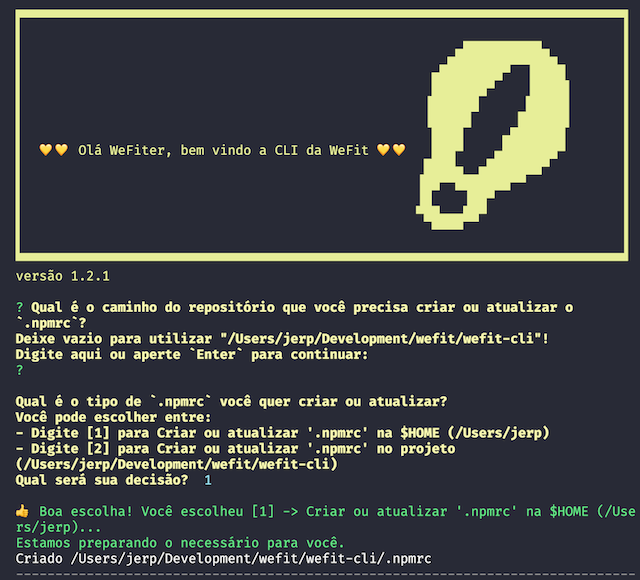 💛💛 Olá WeFiter, bem vindo a CLI da WeFit 💛💛
versão 1.2.1
? Qual é o caminho do repositório que você precisa criar ou atualizar o
`.npmrc`?
Deixe vazio para utilizar "/Users/jerp/Development/wefit/wefit-cli"!
Digite aqui ou aperte `Enter` para continuar:
?
Qual é o tipo de `.npmrc` você quer criar ou atualizar?
Você pode escolher entre:
- Digite [1] para Criar ou atualizar '.npmrc' na $HOME (/Users/jerp)
- Digite [2] para Criar ou atualizar '.npmrc' no projeto
(/Users/jerp/Development/wefit/wefit-cli)
Qual será sua decisão? 1
👍 Boa escolha! Você escolheu [1] -> Criar ou atualizar '.npmrc' na $HOME (/Use
rs/jerp)...
Estamos preparando o necessário para você.
Criado /Users/jerp/Development/wefit/wefit-cli/.npmrc